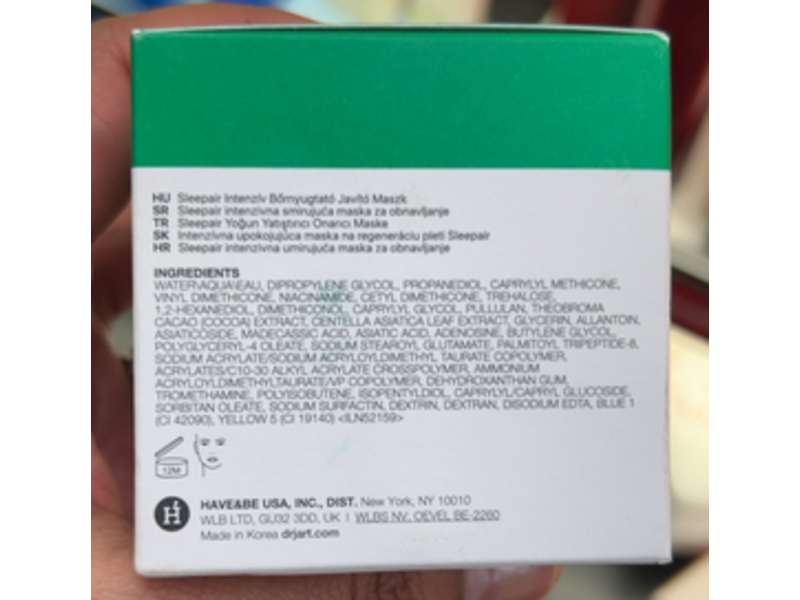 HU Sleepair Intenzív Bőrnyugtató Javító Maszk
SR Sleepair intenzivna smirujuća maska za obnavljanje
TR Sleepair Yoğun Yatıştırıcı Onarıcı Maske
SK Intenzívna upokojujúca maska na regeneráciu pleti Sleepair
HR Sleepair intenzivna umirujuća maska za obnavljanje
INGREDIENTS
WATER\AQUA\EAU, DIPROPYLENE GLYCOL, PROPANEDIOL, CAPRYLYL METHICONE,
VINYL DIMETHICONE, NIACINAMIDE, CETYL DIMETHICONE, TREHALOSE,
1,2-HEXANEDIOL, DIMETHICONOL, CAPRYLYL GLYCOL, PULLULAN, THEOBROMA
CACAO (COCOA) EXTRACT, CENTELLA ASIATICA LEAF EXTRACT, GLYCERIN, ALLANTOIN,
ASIATICOSIDE, MADECASSIC ACID, ASIATIC ACID, ADENOSINE, BUTYLENE GLYCOL,
POLYGLYCERYL-4 OLEATE, SODIUM STEAROYL GLUTAMATE, PALMITOYL TRIPEPTIDE-8,
SODIUM ACRYLATE/SODIUM ACRYLOYLDIMETHYL TAURATE COPOLYMER,
ACRYLATES/C10-30 ALKYL ACRYLATE CROSSPOLYMER, AMMONIUM
ACRYLOYLDIMETHYLTAURATE/VP COPOLYMER, DEHYDROXANTHAN GUM,
TROMETHAMINE, POLYISOBUTENE, ISOPENTYLDIOL, CAPRYLYL/CAPRYL GLUCOSIDE,
SORBITAN OLEATE, SODIUM SURFACTIN, DEXTRIN, DEXTRAN, DISODIUM EDTA, BLUE 1
(CI 42090), YELLOW 5 (CI 19140) <ILN52159>
12M
HAVE&BE USA, INC., DIST. New York, NY 10010
WLB LTD, GU32 3DD, UK | WLBS NV, OEVEL BE-2260
Made in Korea drjart.com